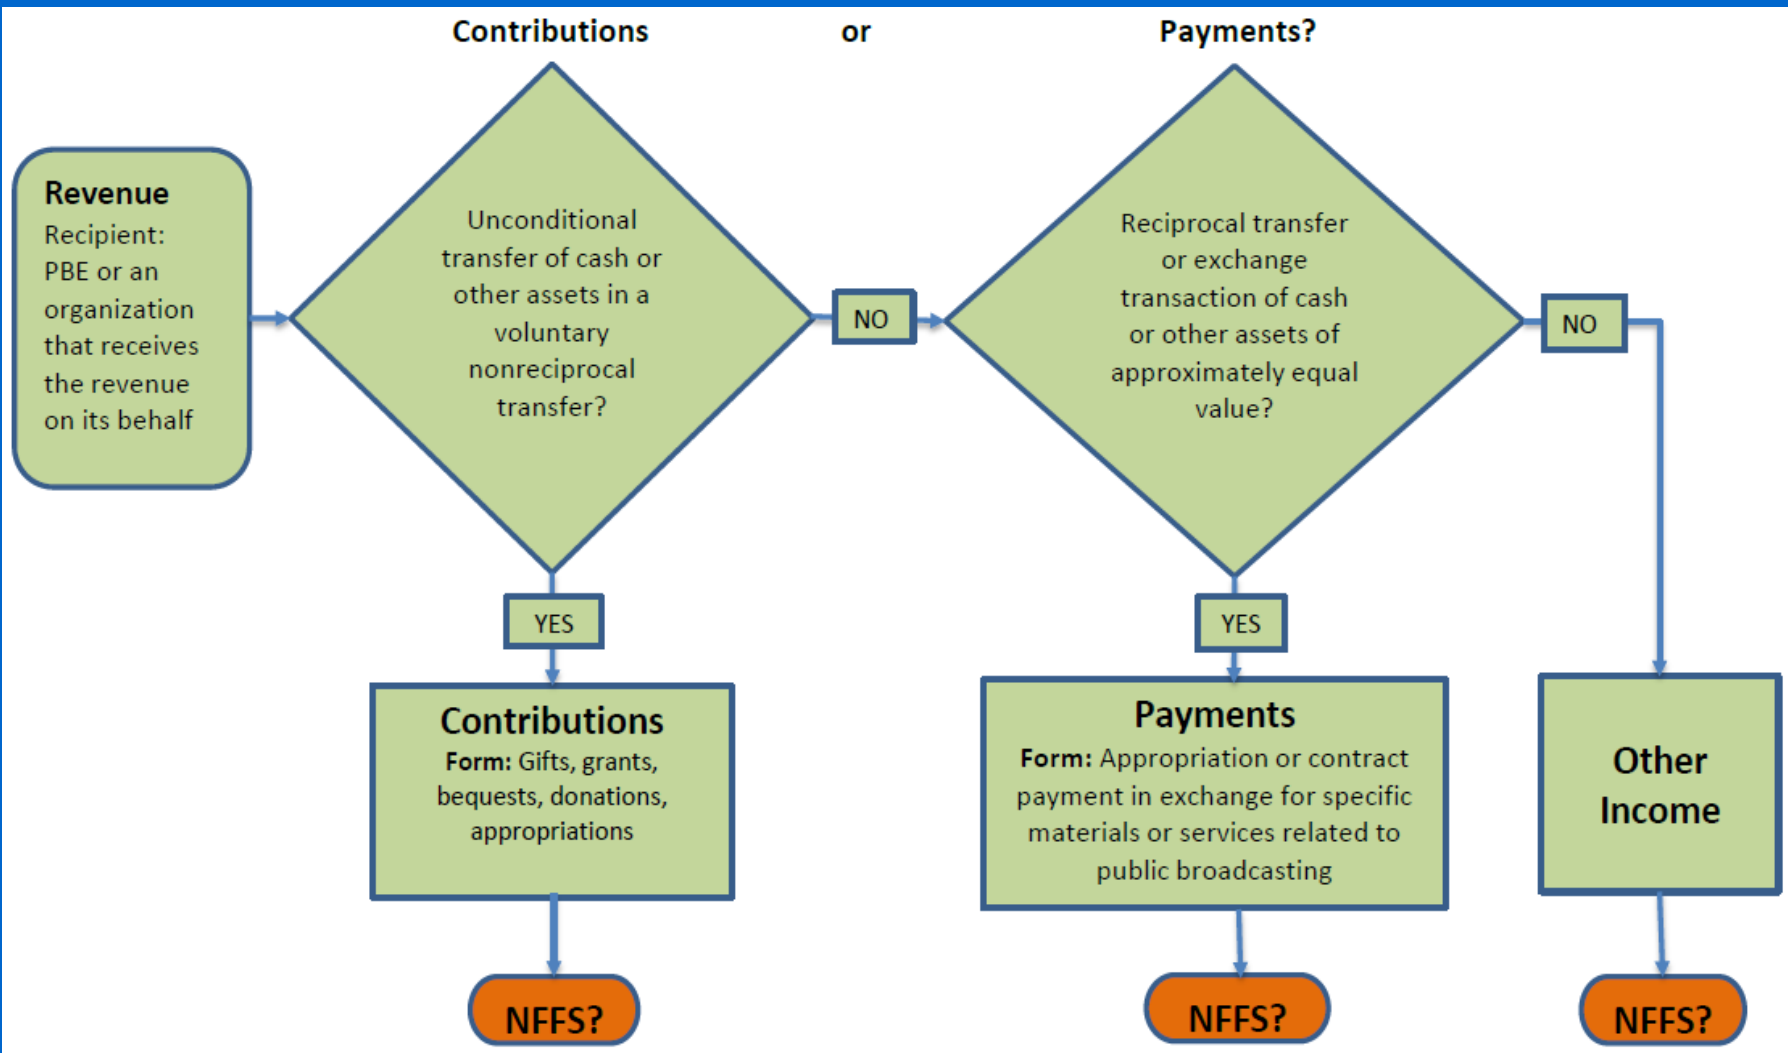 Contributions or Payments?
Revenue
Recipient:
PBE or an
organization
that receives
the revenue
on its behalf
Unconditional
transfer of cash or
other assets in a
voluntary
nonreciprocal
transfer?
NO
Reciprocal transfer
or exchange
transaction of cash
or other assets of
approximately equal
value?
NO
YES
YES
Contributions
Form: Gifts, grants,
bequests, donations,
appropriations
Payments
Form: Appropriation or contract
payment in exchange for specific
materials or services related to
public broadcasting
Other
Income
NFFS?
NFFS?
NFFS?